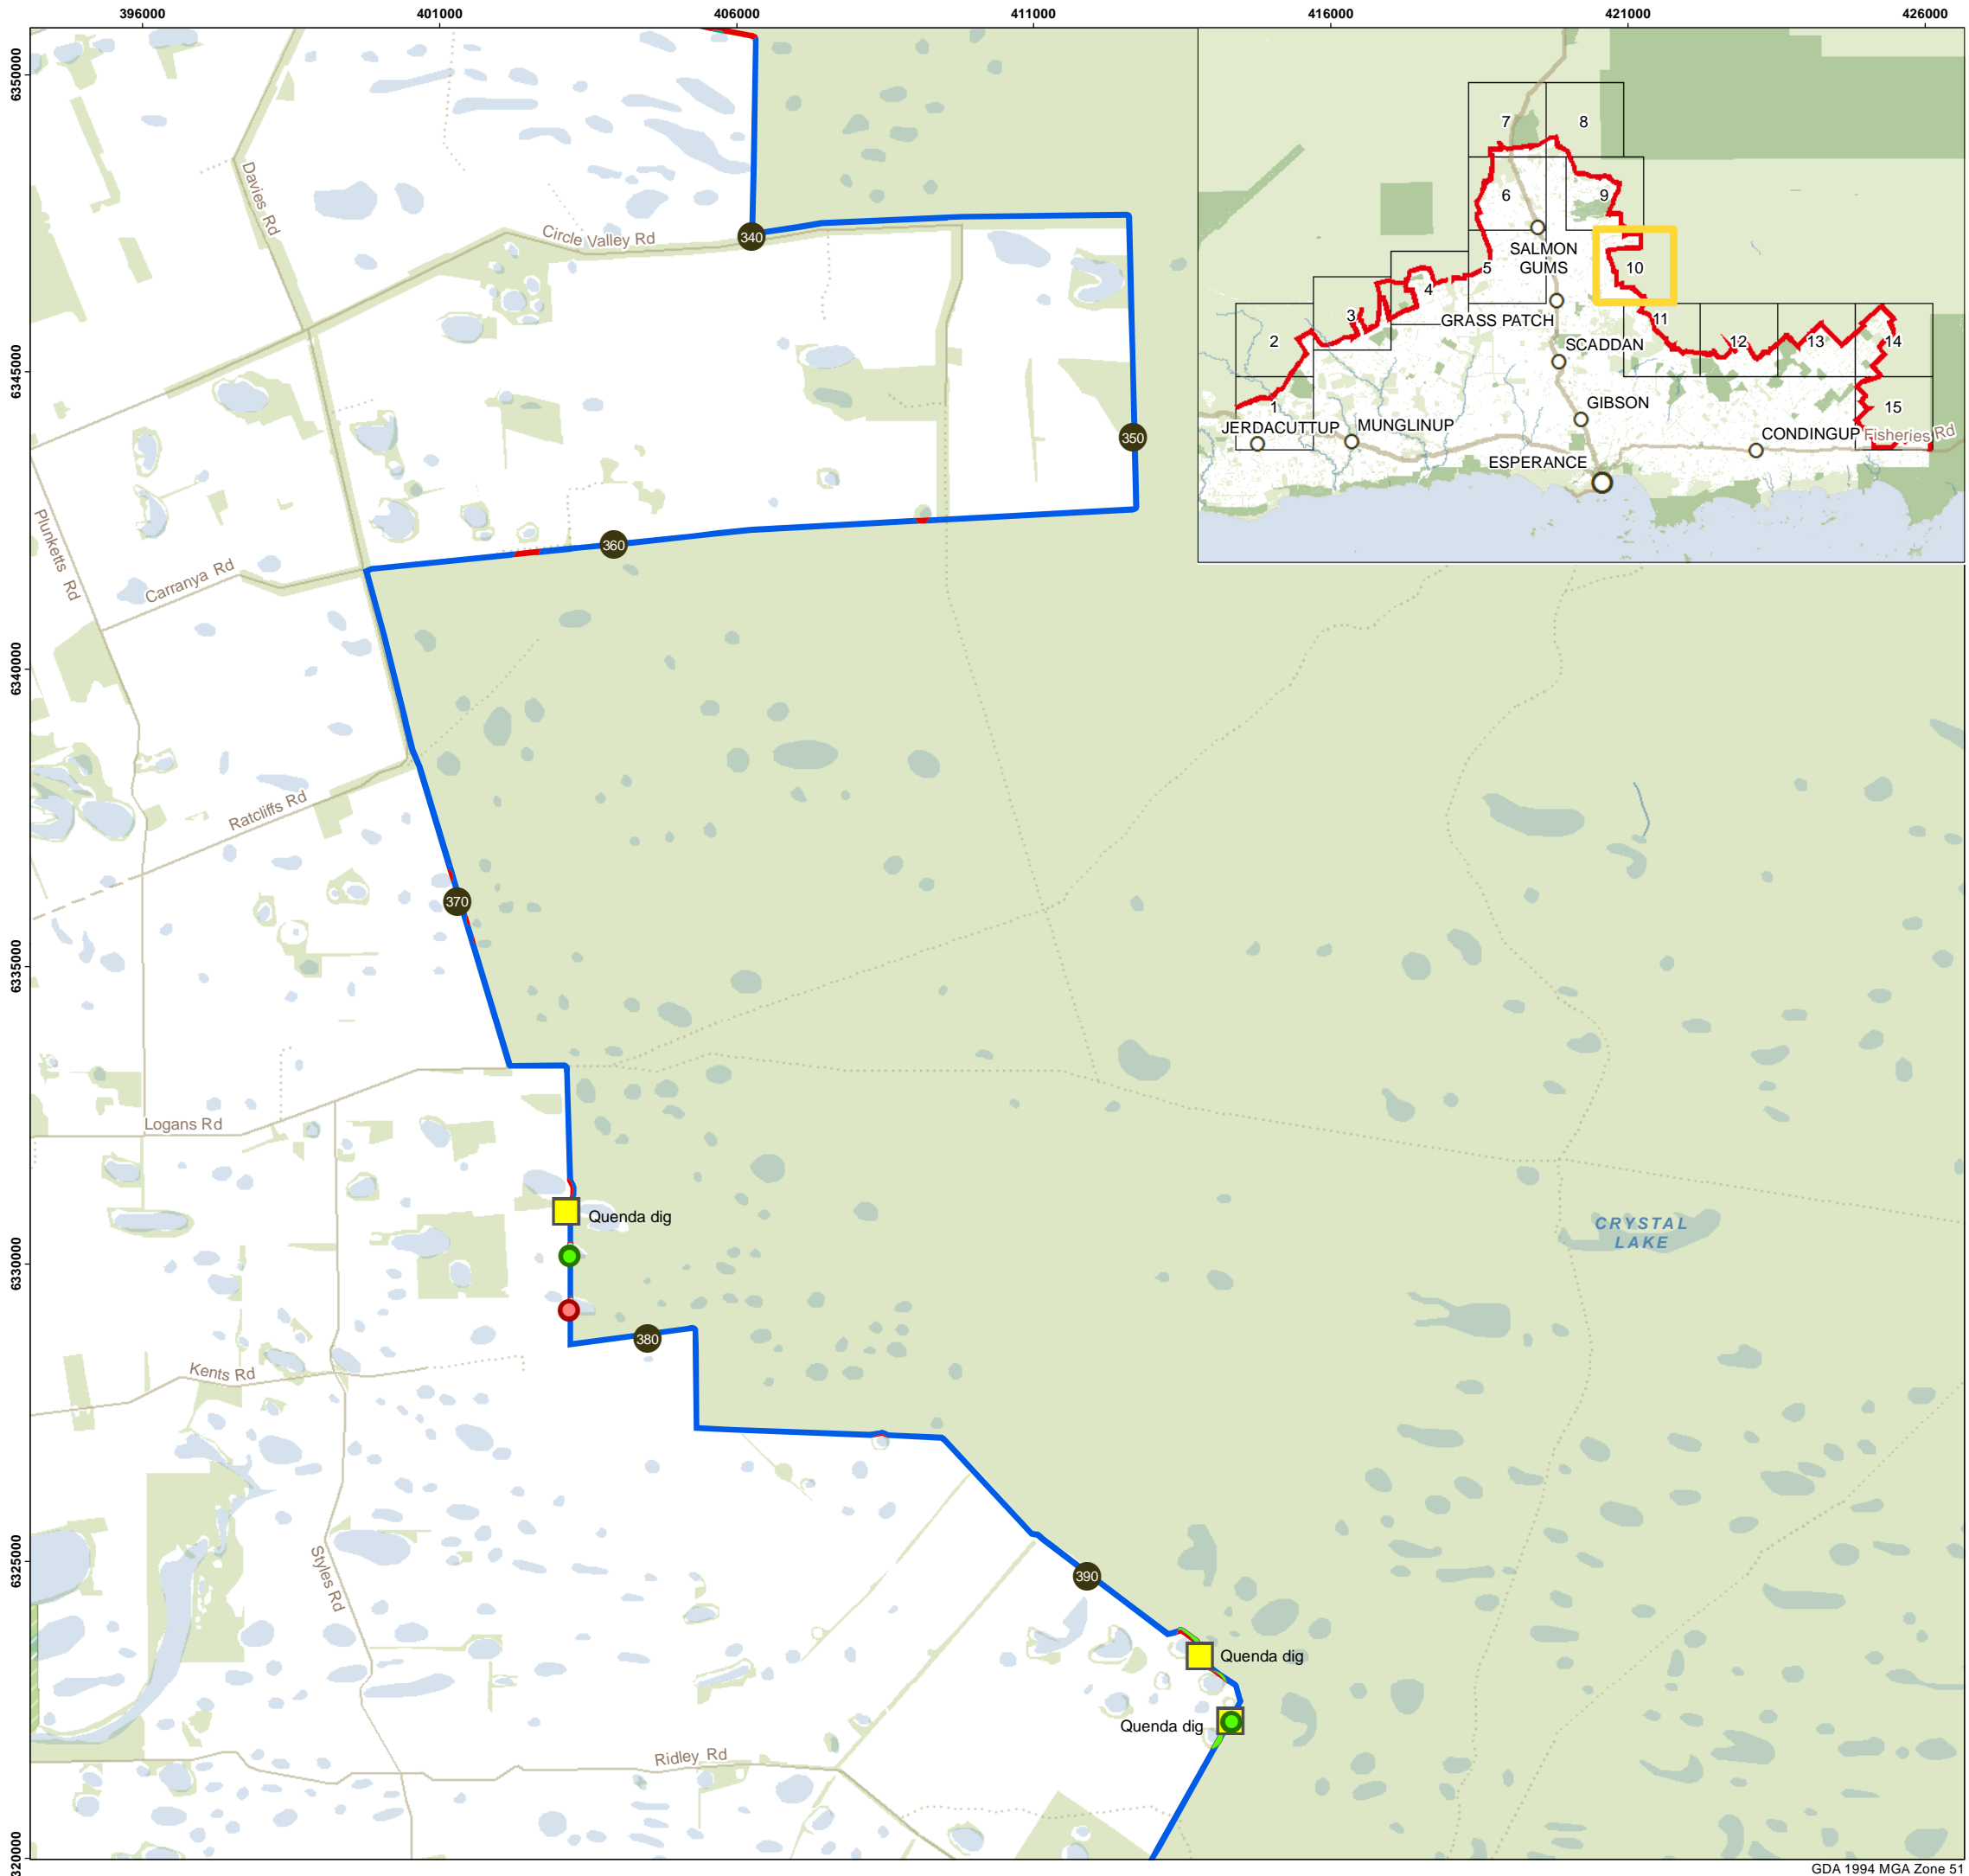 396000
401000
406000
411000
416000
421000
426000
6350000
7
8
Davies Rd
6
9
Circle Valley Rd
340
SALMON
GUMS
5
10
4
3
GRASS PATCH
11
2
SCADDAN
12
13
14
6345000
1
GIBSON
15
JERDACUTTUP
MUNGLINUP
CONDINGUP
Fisheries Rd
350
ESPERANCE
Plunketts Rd
360
Carranya Rd
6340000
Ratcliffs Rd
370
6335000
Logans Rd
Quenda dig
CRYSTAL
LAKE
6330000
380
Kents Rd
6325000
Styles Rd
390
Quenda dig
Quenda dig
Ridley Rd
6320000
GDA 1994 MGA Zone 51